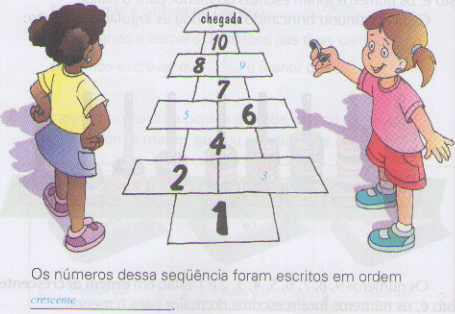 chegada
10
8 9
7
5 6
4
2 3
1
Os números dessa seqüência foram escritos em ordem
crescente.